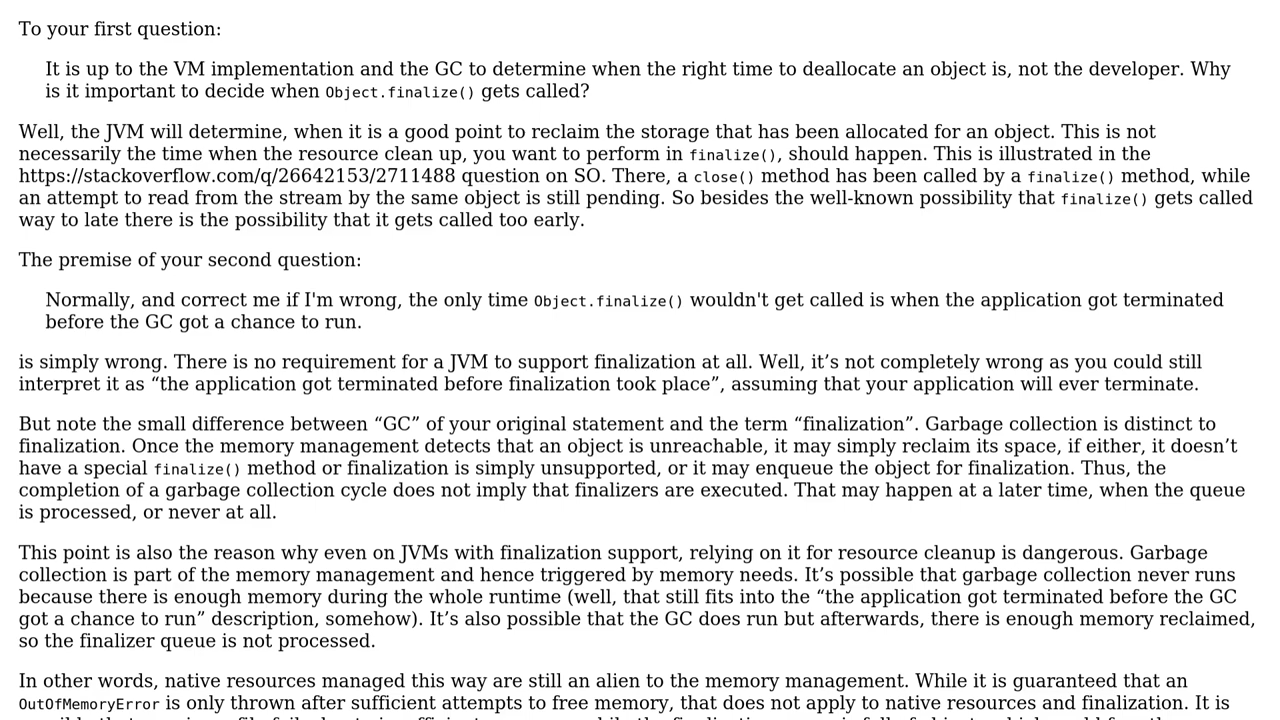 To your first question:
It is up to the VM implementation and the GC to determine when the right time to deallocate an object is, not the developer. Why
is it important to decide when Object.finalize() gets called?
Well, the JVM will determine, when it is a good point to reclaim the storage that has been allocated for an object. This is not
necessarily the time when the resource clean up, you want to perform in finalize(), should happen. This is illustrated in the
https://stackoverflow.com/q/26642153/2711488 question on SO. There, a close() method has been called by a finalize() method, while
an attempt to read from the stream by the same object is still pending. So besides the well-known possibility that finalize() gets called
way to late there is the possibility that it gets called too early.
The premise of your second question:
Normally, and correct me if I'm wrong, the only time Object.finalize() wouldn't get called is when the application got terminated
before the GC got a chance to run.
is simply wrong. There is no requirement for a JVM to support finalization at all. Well, it’s not completely wrong as you could still
interpret it as “the application got terminated before finalization took place”, assuming that your application will ever terminate.
But note the small difference between “GC” of your original statement and the term “finalization”. Garbage collection is distinct to
finalization. Once the memory management detects that an object is unreachable, it may simply reclaim its space, if either, it doesn’t
have a special finalize() method or finalization is simply unsupported, or it may enqueue the object for finalization. Thus, the
completion of a garbage collection cycle does not imply that finalizers are executed. That may happen at a later time, when the queue
is processed, or never at all.
This point is also the reason why even on JVMs with finalization support, relying on it for resource cleanup is dangerous. Garbage
collection is part of the memory management and hence triggered by memory needs. It’s possible that garbage collection never runs
because there is enough memory during the whole runtime (well, that still fits into the “the application got terminated before the GC
got a chance to run” description, somehow). It’s also possible that the GC does run but afterwards, there is enough memory reclaimed,
so the finalizer queue is not processed.
In other words, native resources managed this way are still an alien to the memory management. While it is guaranteed that an
OutOfMemoryError is only thrown after sufficient attempts to free memory, that does not apply to native resources and finalization. It is